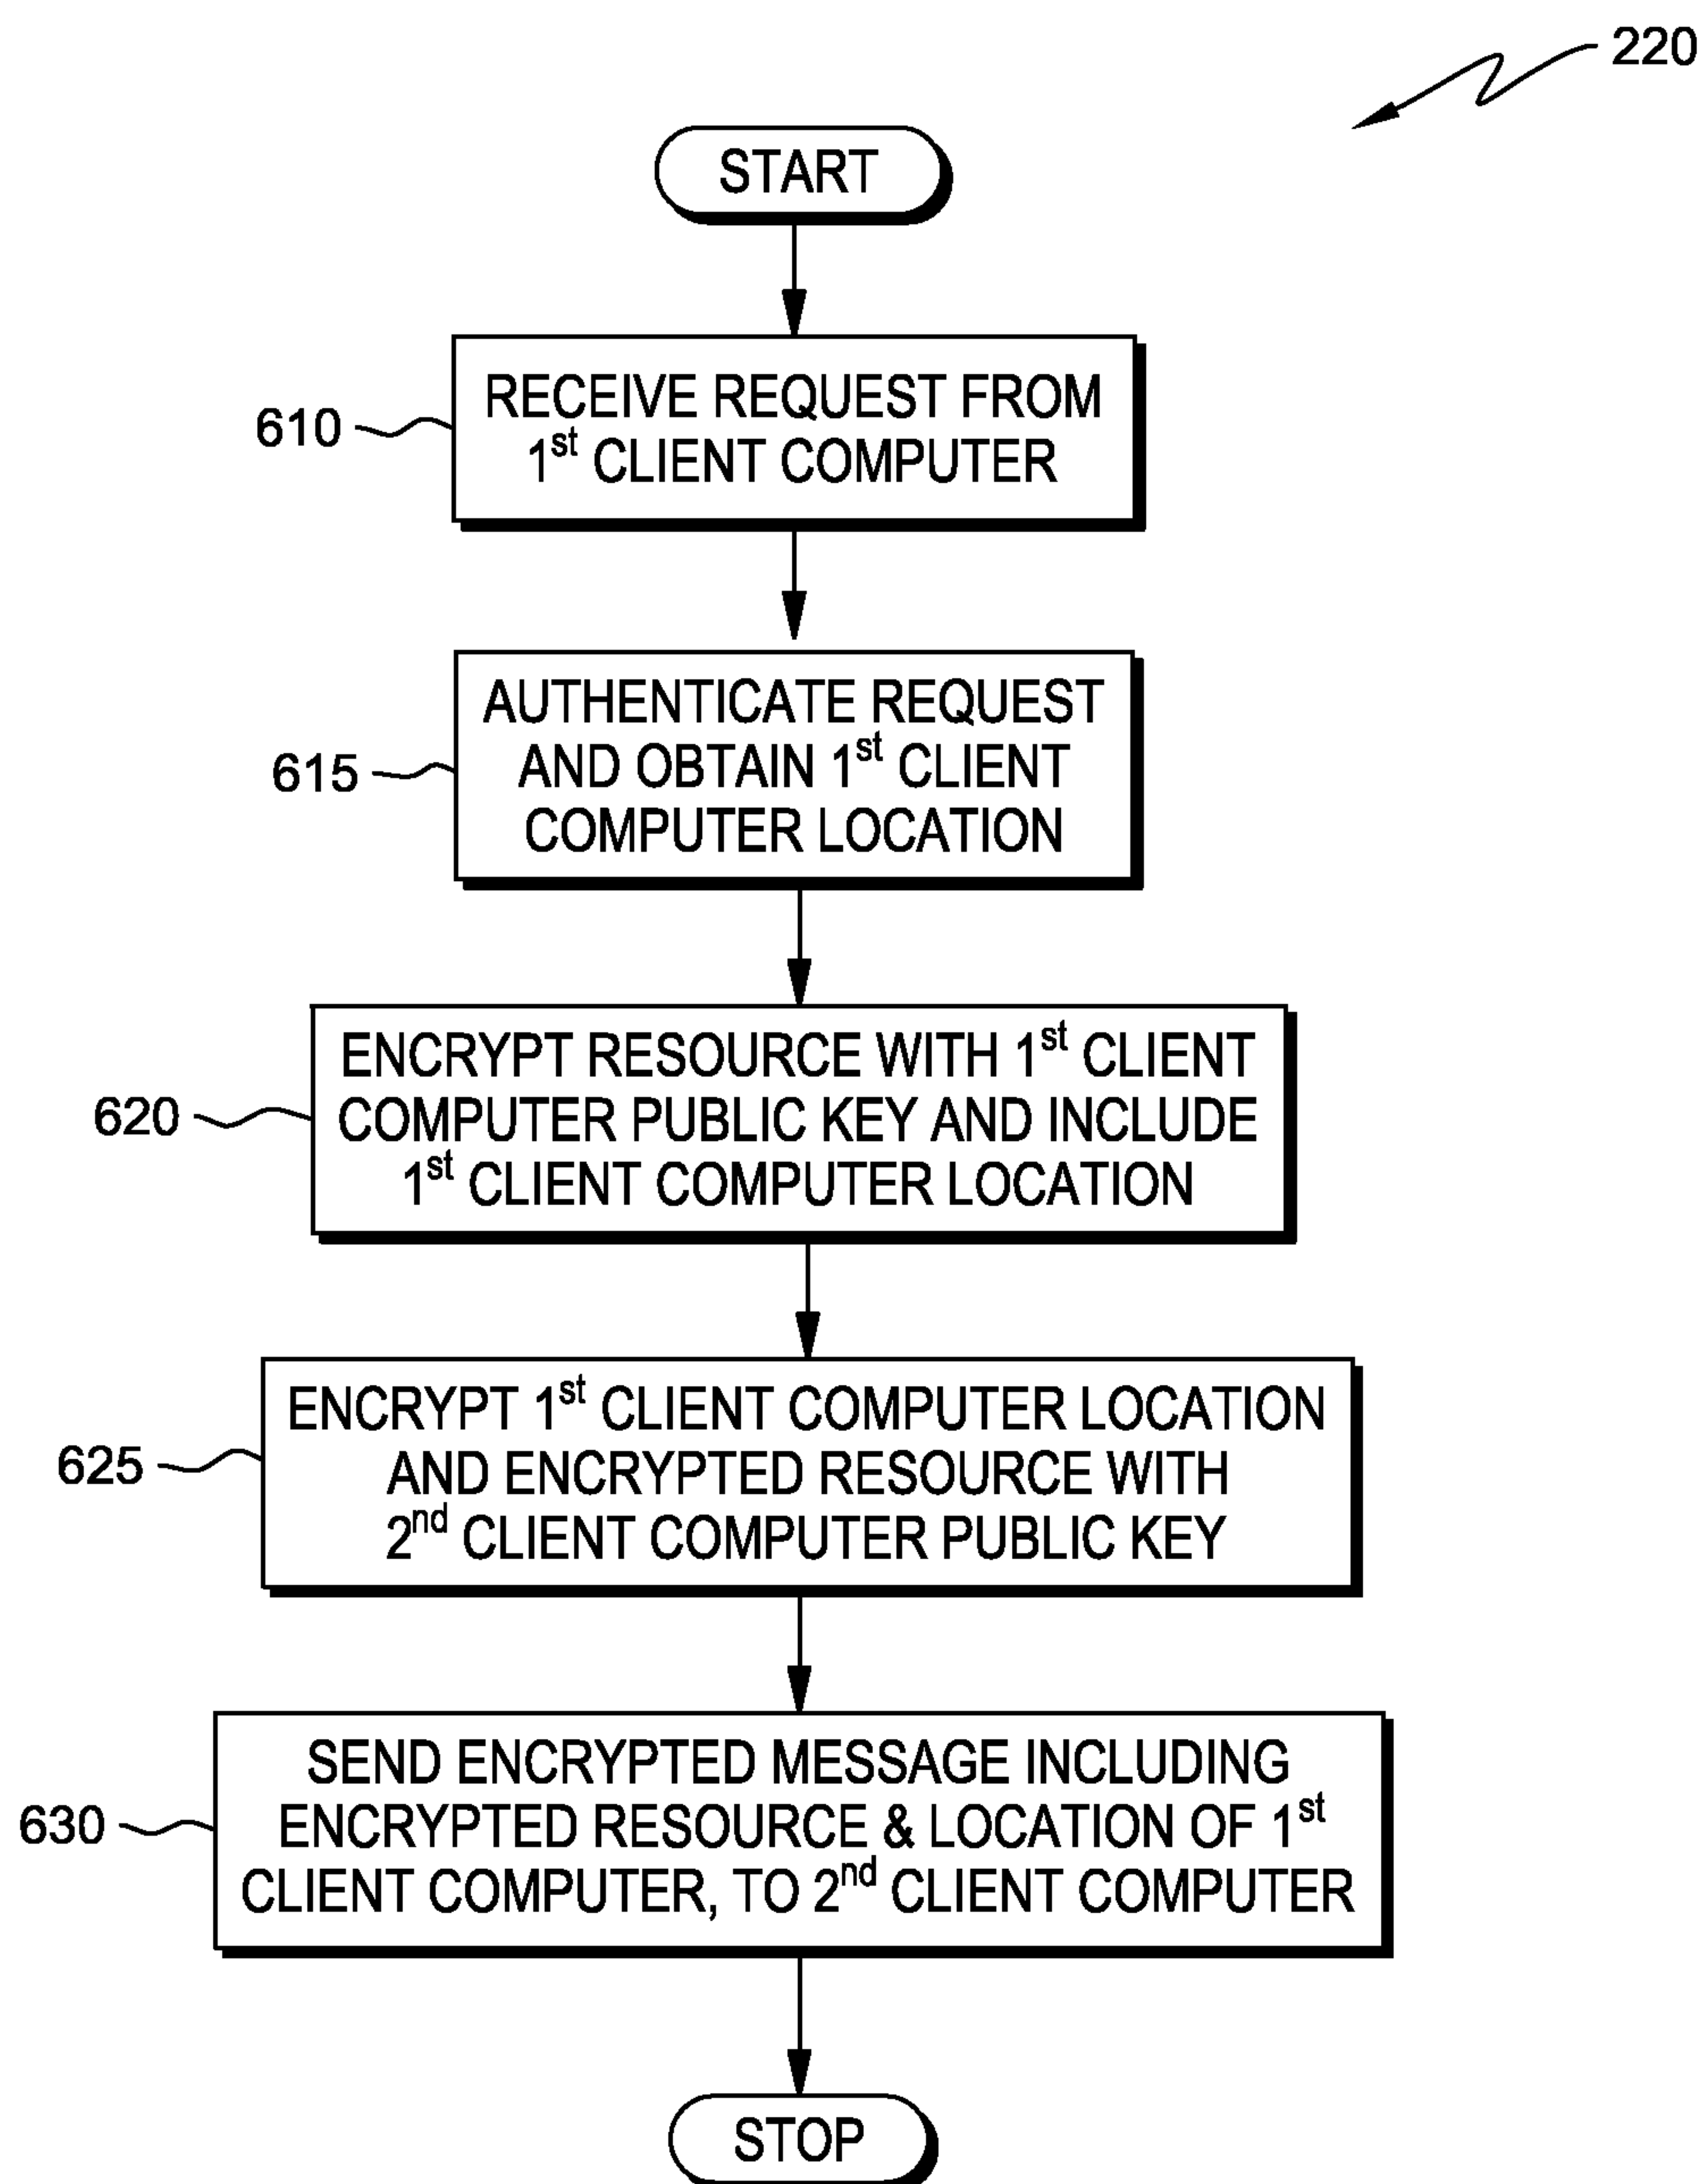 220
START
610
RECEIVE REQUEST FROM
1st CLIENT COMPUTER
615
AUTHENTICATE REQUEST
AND OBTAIN 1st CLIENT
COMPUTER LOCATION
620
ENCRYPT RESOURCE WITH 1st CLIENT
COMPUTER PUBLIC KEY AND INCLUDE
1st CLIENT COMPUTER LOCATION
625
ENCRYPT 1st CLIENT COMPUTER LOCATION
AND ENCRYPTED RESOURCE WITH
2nd CLIENT COMPUTER PUBLIC KEY
630
SEND ENCRYPTED MESSAGE INCLUDING
ENCRYPTED RESOURCE & LOCATION OF 1st
CLIENT COMPUTER, TO 2nd CLIENT COMPUTER
STOP